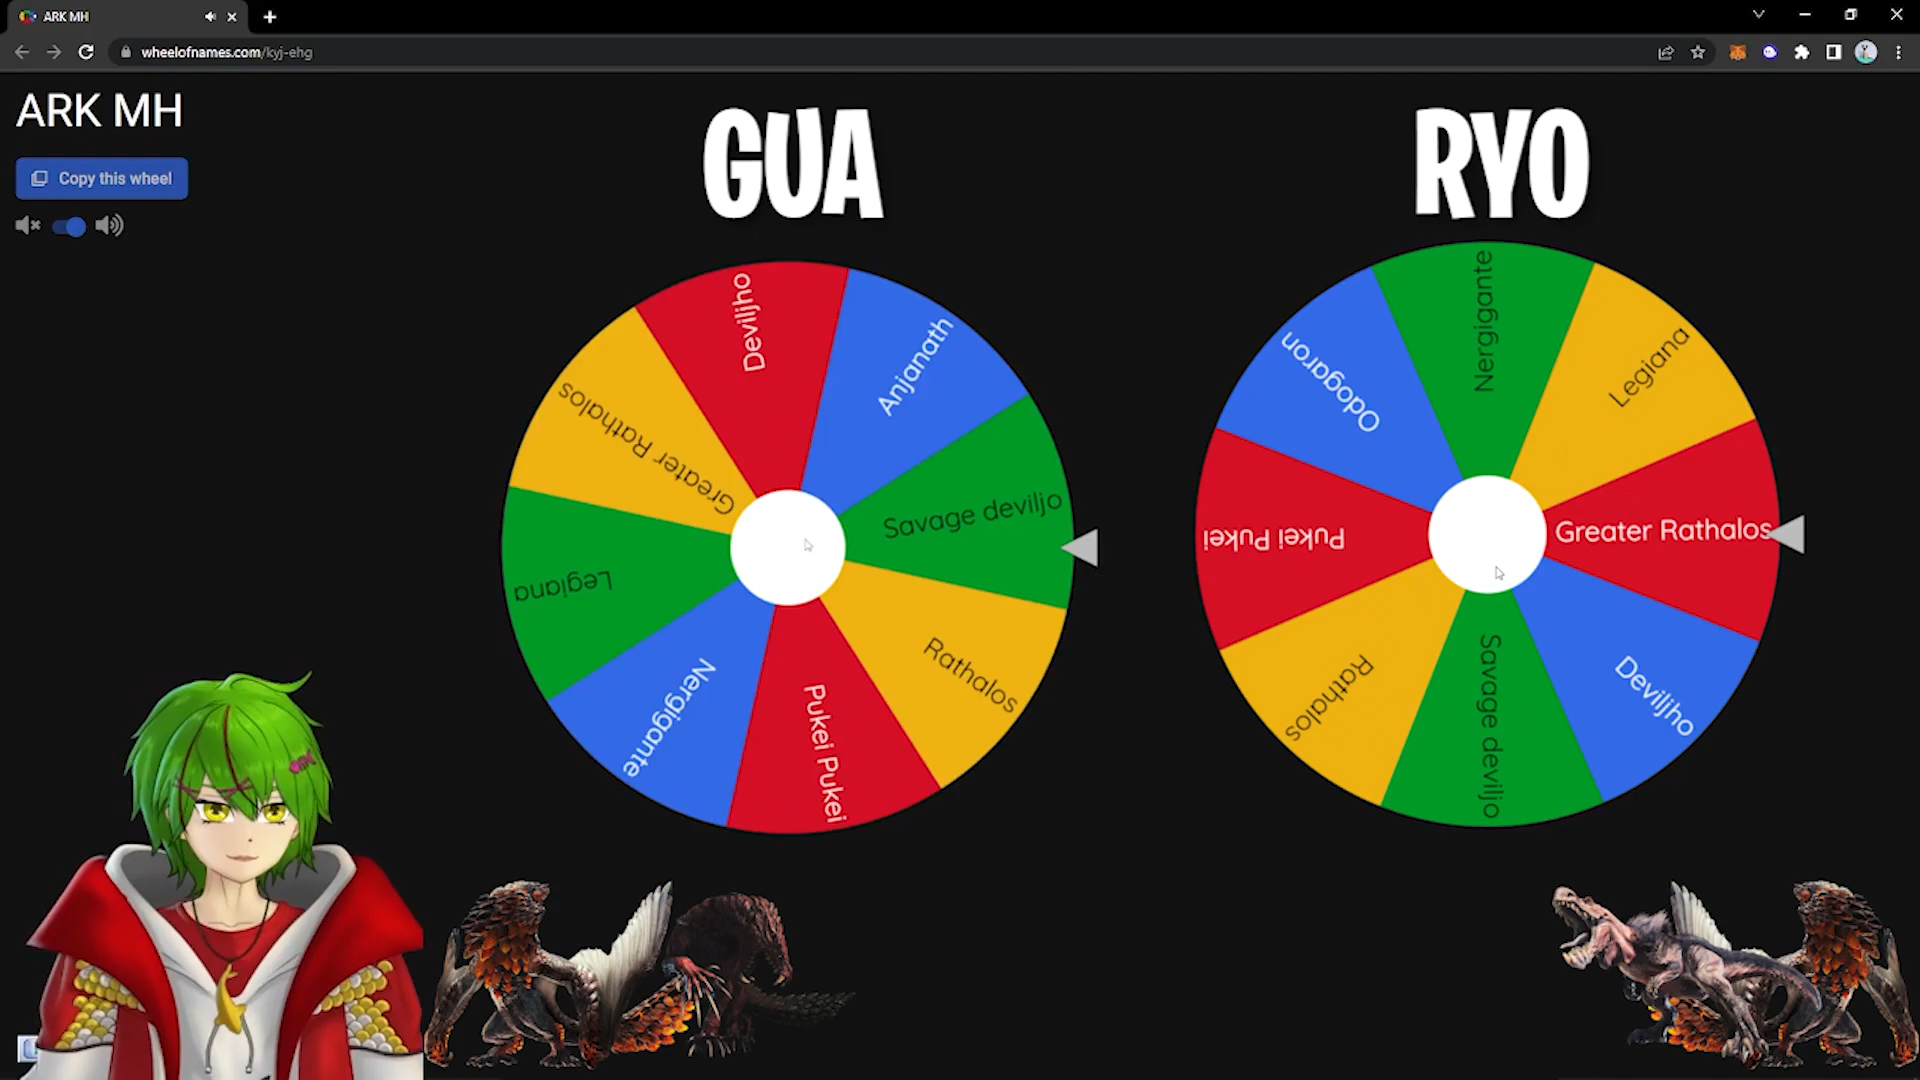 ARK MH
wheelofnames.com/kyj-ehg
ARK MH
Copy this wheel
GUA
RYO
Deviljho
Anjanath
Savage deviljo
Rathalos
Pukei Pukei
Nergigante
Legiana
Greater Rathalos
Nergigante
Legiana
Greater Rathalos
Deviljho
Savage deviljo
Rathalos
Pukei Pukei
Odogaron